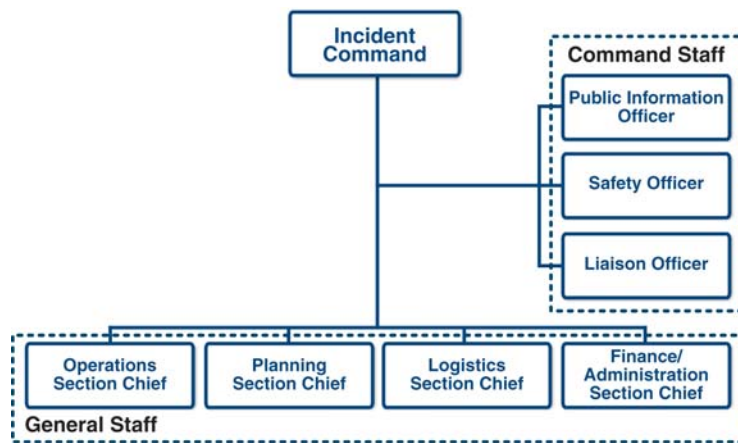 Incident
Command
Command Staff
Public Information
Officer
Safety Officer
Liaison Officer
Operations
Section Chief
Planning
Section Chief
Logistics
Section Chief
Finance/
Administration
Section Chief
General Staff